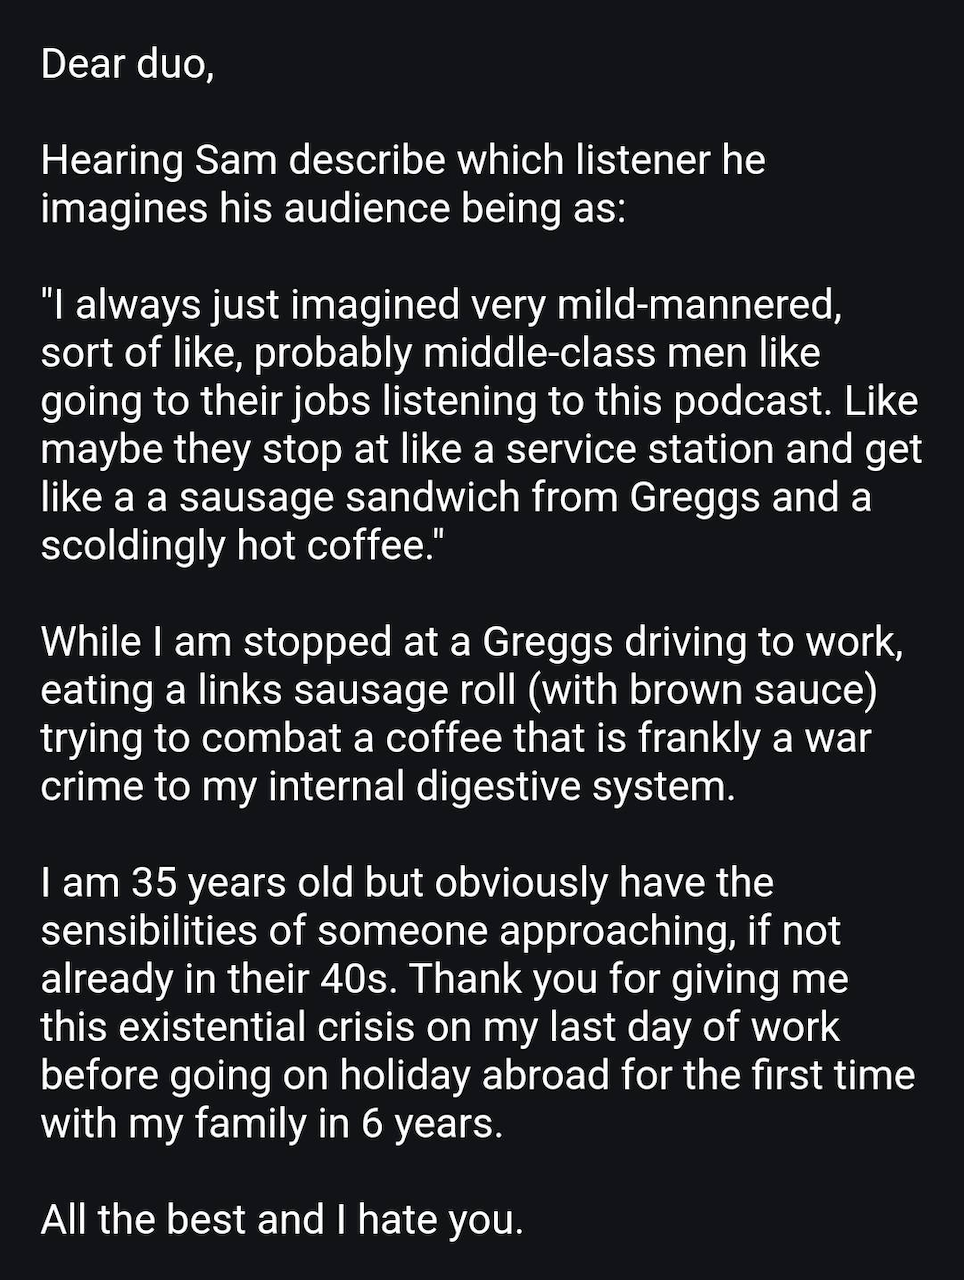 Dear duo,
Hearing Sam describe which listener he
imagines his audience being as:
"I always just imagined very mild-mannered,
sort of like, probably middle-class men like
going to their jobs listening to this podcast. Like
maybe they stop at like a service station and get
like a a sausage sandwich from Greggs and a
scoldingly hot coffee."
While I am stopped at a Greggs driving to work,
eating a links sausage roll (with brown sauce)
trying to combat a coffee that is frankly a war
crime to my internal digestive system.
I am 35 years old but obviously have the
sensibilities of someone approaching, if not
already in their 40s. Thank you for giving me
this existential crisis on my last day of work
before going on holiday abroad for the first time
with my family in 6 years.
All the best and I hate you.